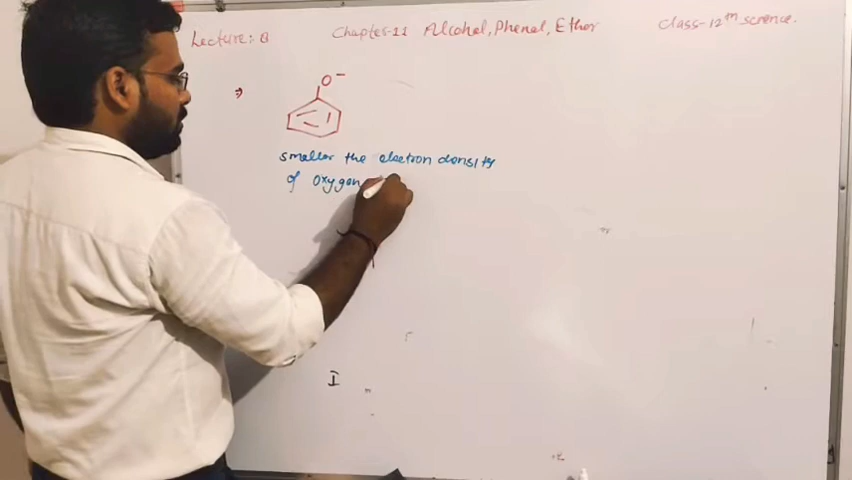 Lecture: 8 Chapter-11 Alcohol, Phenol, Ether Class-12th science.
⇒
O−
smaller the electron density
of oxygen
I